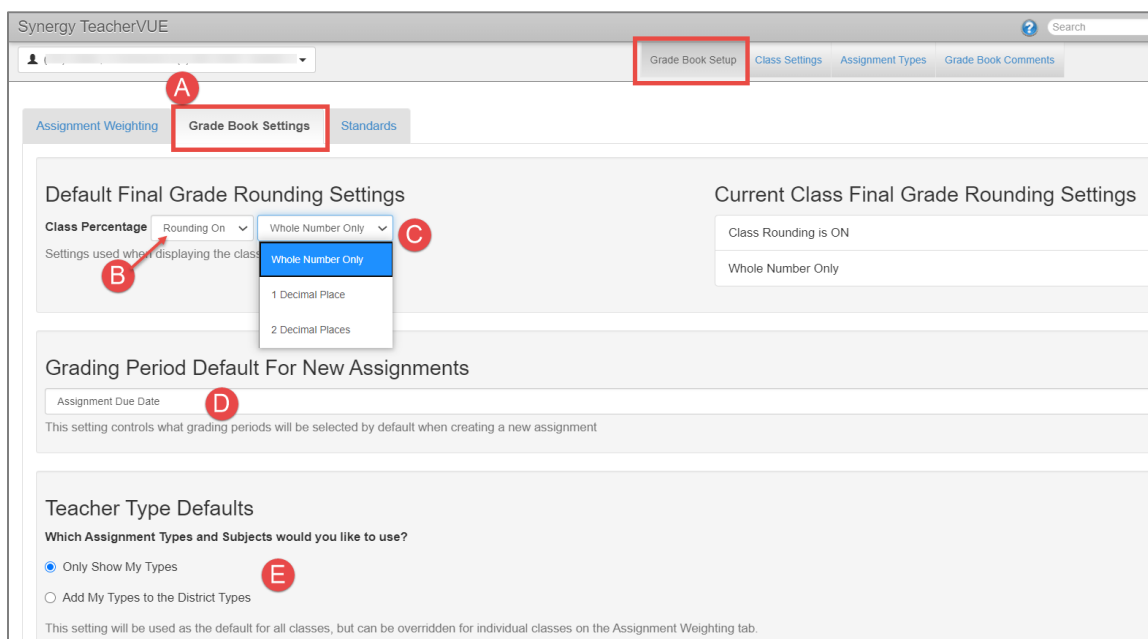 Synergy TeacherVUE
? Search
Grade Book Setup Class Settings Assignment Types Grade Book Comments
A
Assignment Weighting Grade Book Settings Standards
Default Final Grade Rounding Settings
Class Percentage Rounding On Whole Number Only C
Settings used when displaying the class
B
Whole Number Only
1 Decimal Place
2 Decimal Places
Current Class Final Grade Rounding Settings
Class Rounding is ON
Whole Number Only
Grading Period Default For New Assignments
Assignment Due Date D
This setting controls what grading periods will be selected by default when creating a new assignment
Teacher Type Defaults
Which Assignment Types and Subjects would you like to use?
Only Show My Types
E
Add My Types to the District Types
This setting will be used as the default for all classes, but can be overridden for individual classes on the Assignment Weighting tab.